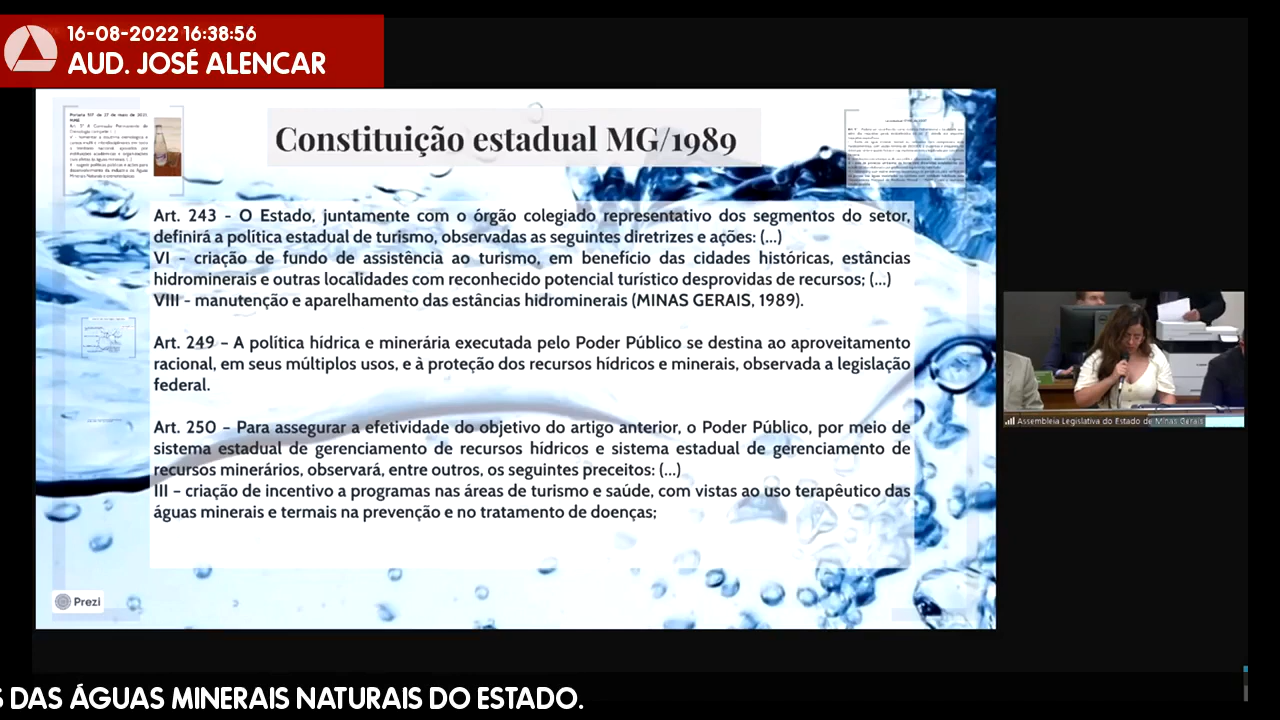 16-08-2022 16:38:56
AUD. JOSÉ ALENCAR
Constituição estadual MG/1989
Art. 243 - O Estado, juntamente com o órgão colegiado representativo dos segmentos do setor,
definirá a política estadual de turismo, observadas as seguintes diretrizes e ações: (...)
VI – criação de fundo de assistência ao turismo, em benefício das cidades históricas, estâncias
hidrominerais e outras localidades com reconhecido potencial turístico desprovidas de recursos; (...)
VIII – manutenção e aparelhamento das estâncias hidrominerais (MINAS GERAIS, 1989).
Art. 249 – A política hídrica e minerária executada pelo Poder Público se destina ao aproveitamento
racional, em seus múltiplos usos, e à proteção dos recursos hídricos e minerais, observada a legislação
federal.
Art. 250 – Para assegurar a efetividade do objetivo do artigo anterior, o Poder Público, por meio de
sistema estadual de gerenciamento de recursos hídricos e sistema estadual de gerenciamento de
recursos minerários, observará, entre outros, os seguintes preceitos: (...)
III – criação de incentivo a programas nas áreas de turismo e saúde, com vistas ao uso terapêutico das
águas minerais e termais na prevenção e no tratamento de doenças;
Prezi
Assembleia Legislativa do Estado de Minas Gerais
S DAS ÁGUAS MINERAIS NATURAIS DO ESTADO.